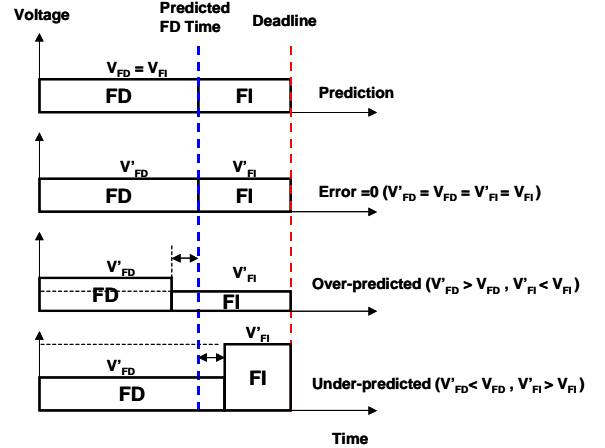 Voltage
Predicted
FD Time
Deadline
V_FD = V_FI
FD
FI
Prediction
V'_FD
V'_FI
FD
FI
Error =0 (V'_FD = V_FD = V'_FI = V_FI )
V'_FD
V'_FI
FD
FI
Over-predicted (V'_FD > V_FD , V'_FI < V_FI )
V'_FD
V'_FI
FD
FI
Under-predicted (V'_FD< V_FD , V'_FI > V_FI )
Time